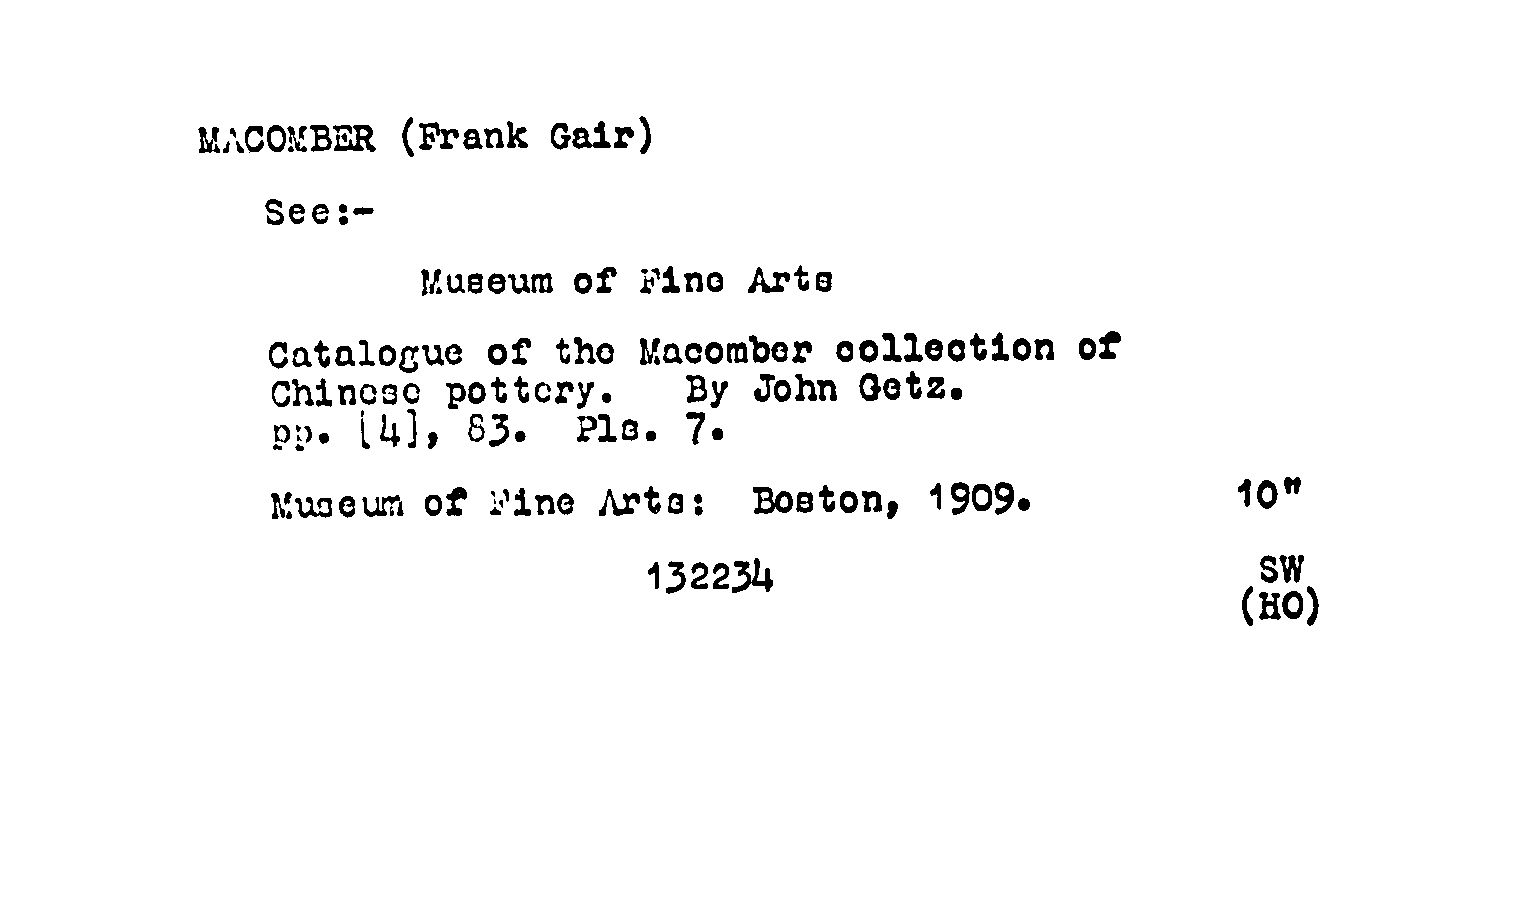 MACOMBER (Frank Gair)
See:-
Museum of Fine Arts
Catalogue of the Macomber collection of
Chinese pottery. By John Getz.
pp. [4], 83. Pls. 7.
Museum of Fine Arts: Boston, 1909. 10"
132234 SW
(HO)